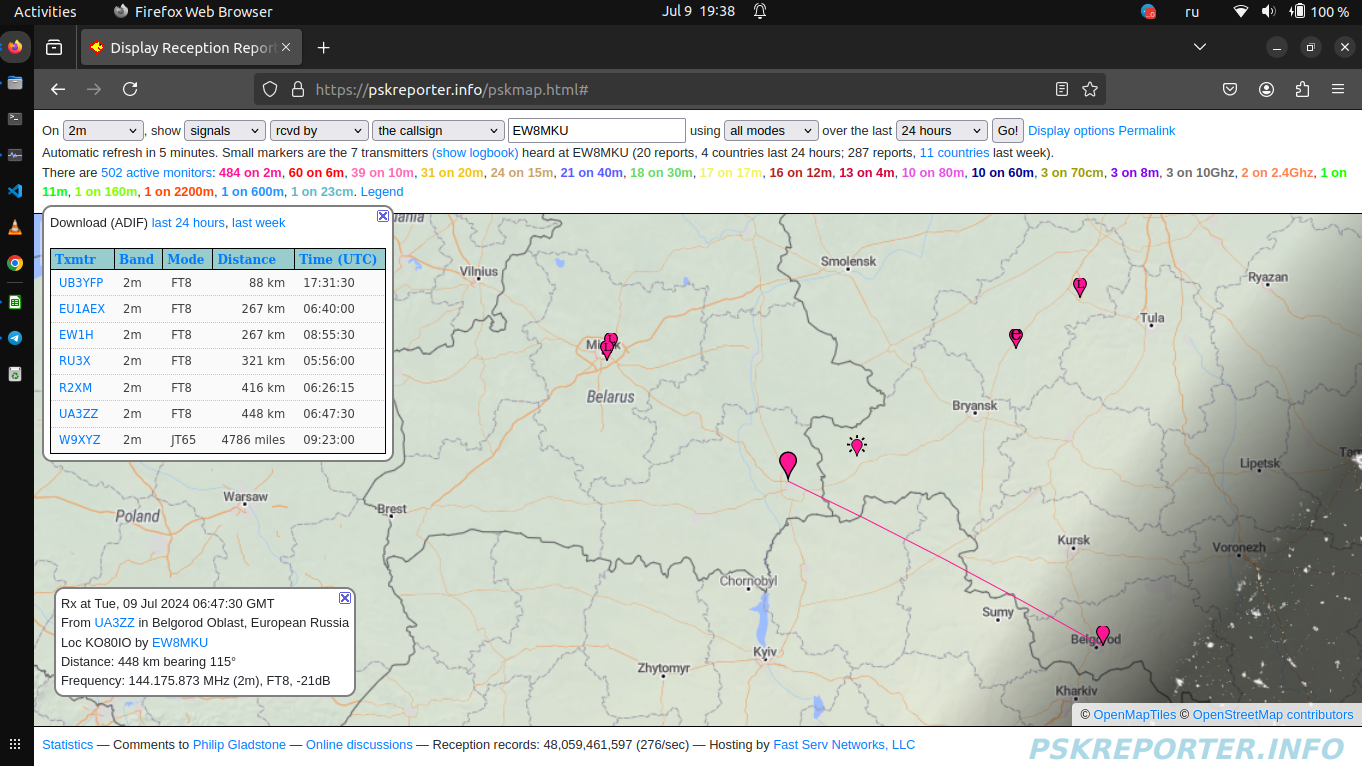 Activities Firefox Web Browser Jul 9 19:38 ru 100 %
Display Reception Report
https://pskreporter.info/pskmap.html#
On 2m, show signals rcvd by the callsign EW8MKU using all modes over the last 24 hours Go! Display options Permalink
Automatic refresh in 5 minutes. Small markers are the 7 transmitters (show logbook) heard at EW8MKU (20 reports, 4 countries last 24 hours; 287 reports, 11 countries last week).
There are 502 active monitors: 484 on 2m, 60 on 6m, 39 on 10m, 31 on 20m, 24 on 15m, 21 on 40m, 18 on 30m, 17 on 17m, 16 on 12m, 13 on 4m, 10 on 80m, 10 on 60m, 3 on 70cm, 3 on 8m, 3 on 10Ghz, 2 on 2.4Ghz, 1 on
11m, 1 on 160m, 1 on 2200m, 1 on 600m, 1 on 23cm. Legend
Download (ADIF) last 24 hours, last week
Txmtr Band Mode Distance Time (UTC)
UB3YFP 2m FT8 88 km 17:31:30
EU1AEX 2m FT8 267 km 06:40:00
EW1H 2m FT8 267 km 08:55:30
RU3X 2m FT8 321 km 05:56:00
R2XM 2m FT8 416 km 06:26:15
UA3ZZ 2m FT8 448 km 06:47:30
W9XYZ 2m JT65 4786 miles 09:23:00
Vilnius
Smolensk
Ryazan
Tula
Belarus
Bryansk
Lipetsk
Warsaw
Poland
Brest
Kursk
Voronezh
Chornobyl
Sumy
Belgorod
Kyiv
Zhytomyr
Kharkiv
Rx at Tue, 09 Jul 2024 06:47:30 GMT
From UA3ZZ in Belgorod Oblast, European Russia
Loc KO80IO by EW8MKU
Distance: 448 km bearing 115°
Frequency: 144.175.873 MHz (2m), FT8, -21dB
© OpenMapTiles © OpenStreetMap contributors
Statistics — Comments to Philip Gladstone — Online discussions — Reception records: 48,059,461,597 (276/sec) — Hosting by Fast Serv Networks, LLC
PSKREPORTER.INFO